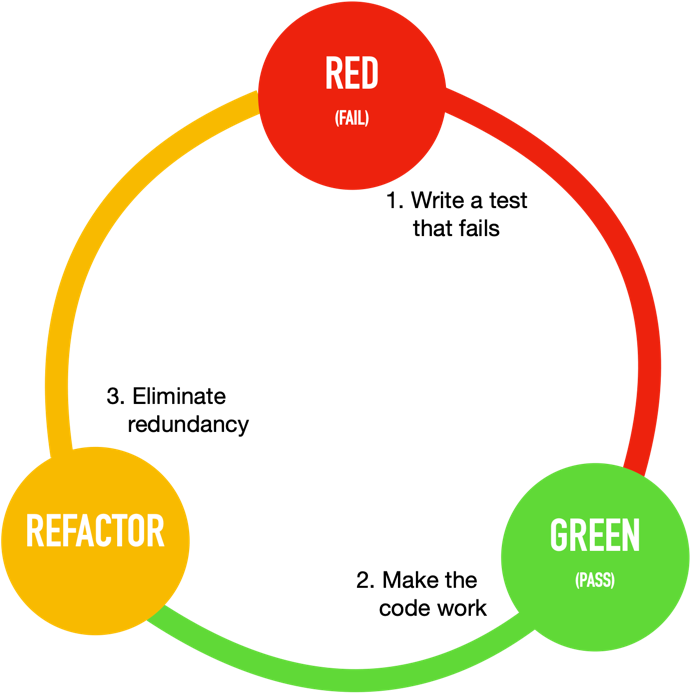 RED
(FAIL)
1. Write a test
that fails
3. Eliminate
redundancy
REFACTOR
GREEN
(PASS)
2. Make the
code work